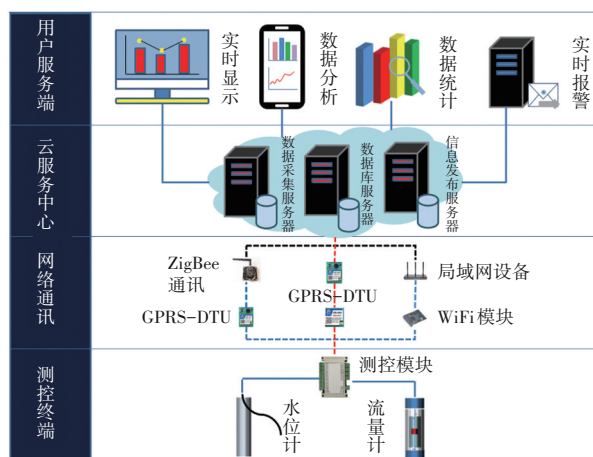 用户服务端
实时显示
数据分析
数据统计
实时报警
云服务中心
数据采集服务器
数据库服务器
信息发布服务器
网络通讯
ZigBee
通讯
GPRS-DTU
GPRS-DTU
局域网设备
WiFi模块
测控终端
测控模块
水位计
流量计